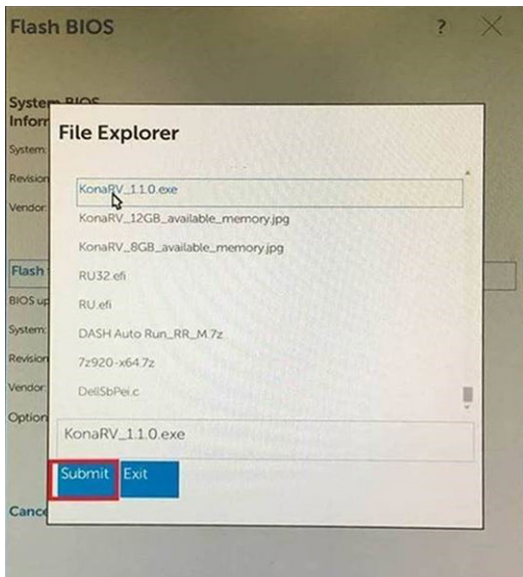 Flash BIOS ?
System BIOS
Inform
System:
Revision
Vendor:
File Explorer
KonaRV_1.1.0.exe
KonaRV_12GB_available_memory.jpg
KonaRV_8GB_available_memory.jpg
RU32.efi
RU.efi
DASH Auto Run_RR_M.7z
7z920-x64.7z
DellSbPei.c
KonaRV_1.1.0.exe
Submit Exit
Flash
BIOS up
System:
Revision
Vendor:
Option
Cance